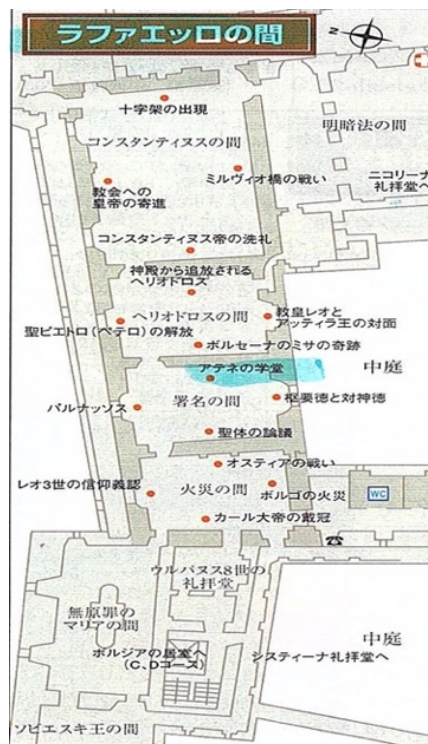 ラファエッロの間
N
十字架の出現
コンスタンティヌスの間
明暗法の間
ニコリーナ
礼拝堂へ
教会への
皇帝の寄進
ミルヴィオ橋の戦い
コンスタンティヌス帝の洗礼
神殿から追放される
ヘリオドロス
ヘリオドロスの間
教皇レオと
アッティラ王の対面
聖ピエトロ(ペテロ)の解放
ボルセーナのミサの奇跡
アテネの学堂
中庭
署名の間
枢要徳と対神徳
パルナッソス
聖体の論議
オスティアの戦い
レオ3世の信仰義認
火災の間
ボルゴの火災
WC
カール大帝の戴冠
ウルバヌス8世の
礼拝堂
無原罪の
マリアの間
中庭
ボルジアの居室へ
(C、Dコース)
システィーナ礼拝堂へ
ソビエスキ王の間